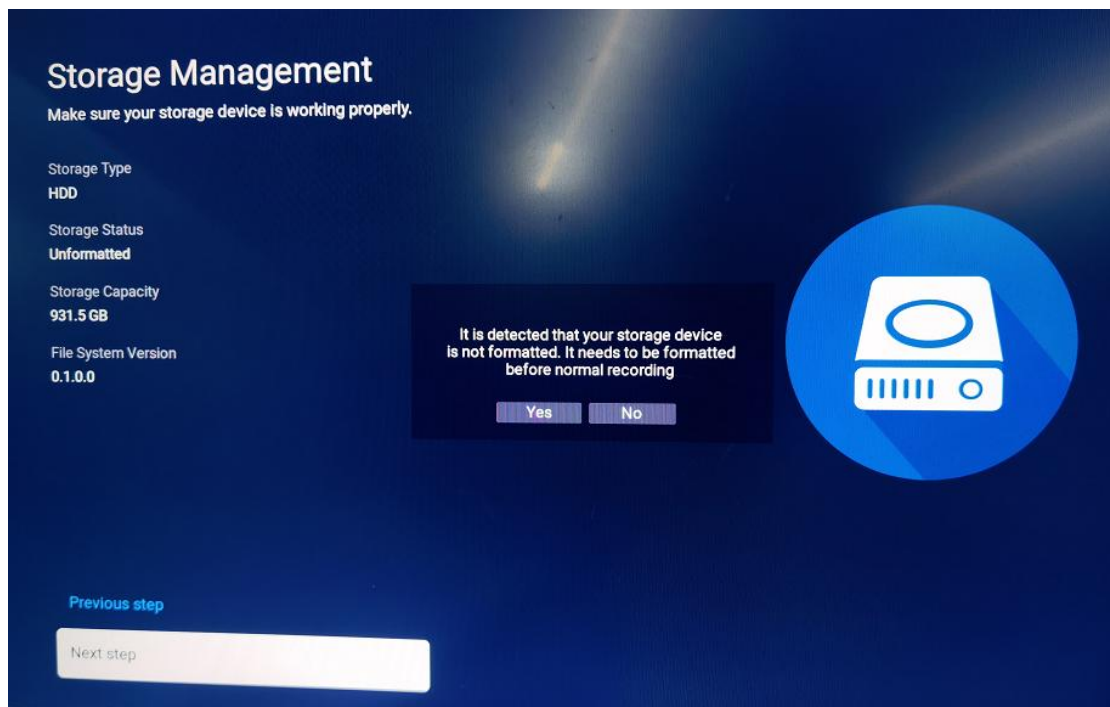 Storage Management
Make sure your storage device is working properly.
Storage Type
HDD
Storage Status
Unformatted
Storage Capacity
931.5 GB
File System Version
0.1.0.0
It is detected that your storage device
is not formatted. It needs to be formatted
before normal recording
Yes No
Previous step
Next step